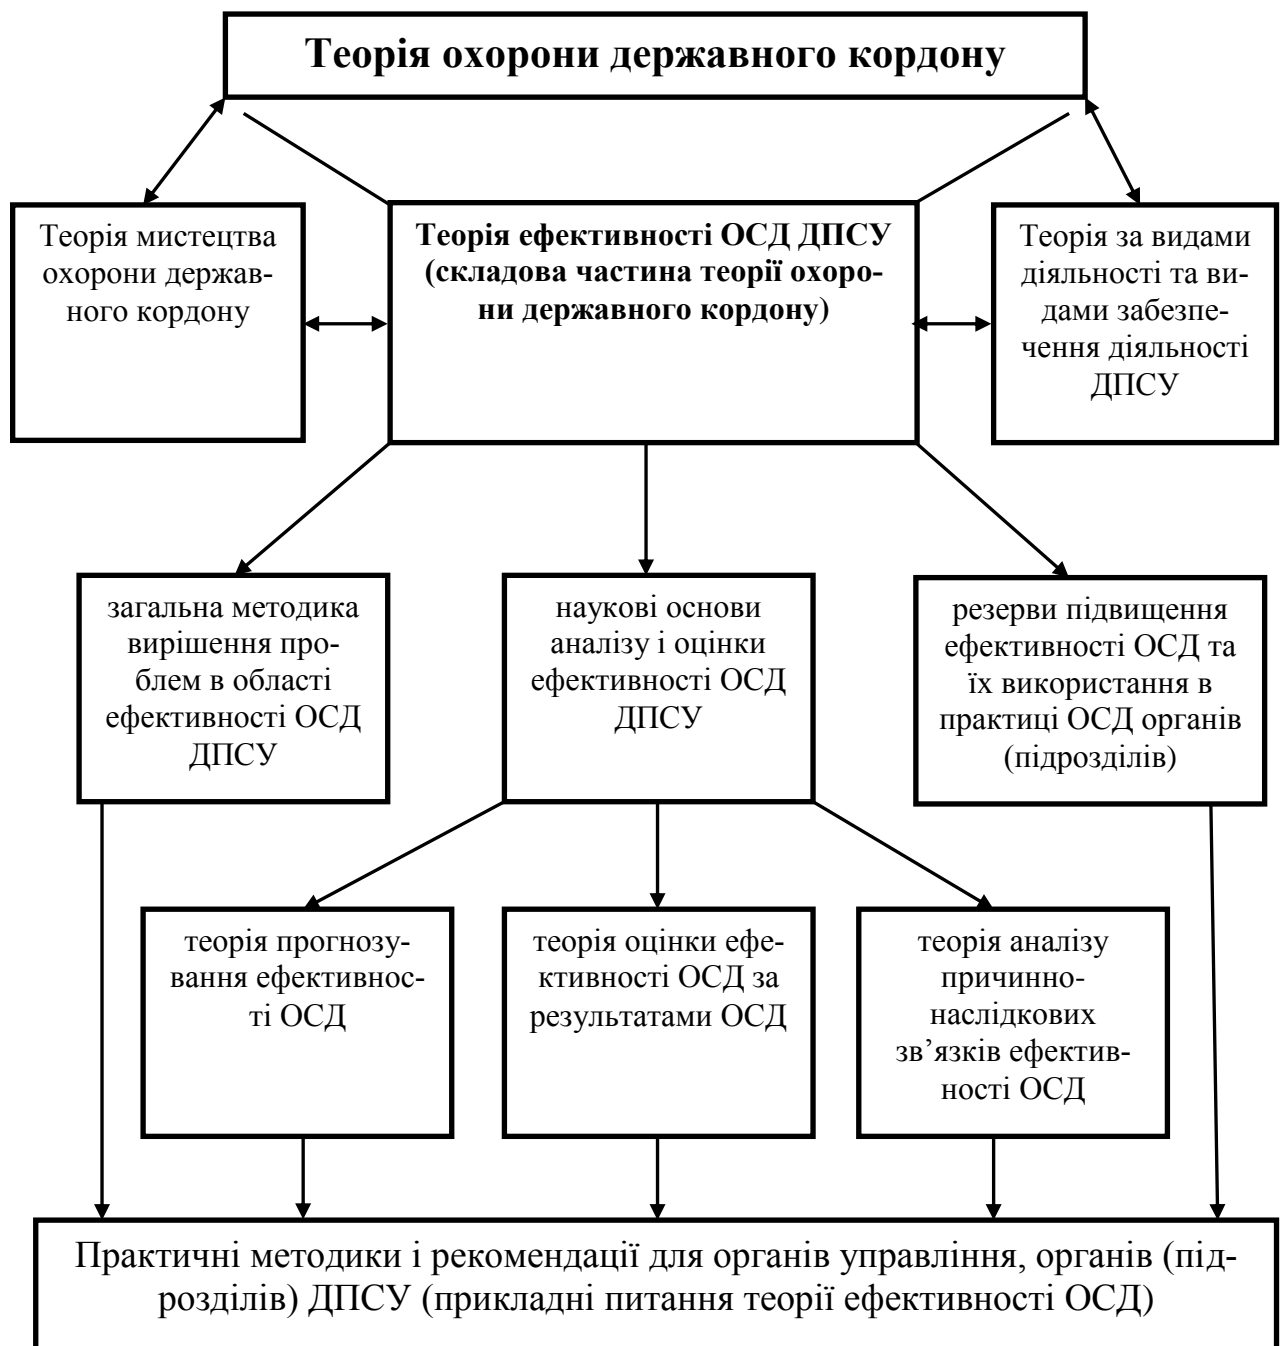 Теорія охорони державного кордону
Теорія мистецтва
охорони держав-
ного кордону
Теорія ефективності ОСД ДПСУ
(складова частина теорії охоро-
ни державного кордону)
Теорія за видами
діяльності та ви-
дами забезпе-
чення діяльності
ДПСУ
загальна методика
вирішення про-
блем в області
ефективності ОСД
ДПСУ
наукові основи
аналізу і оцінки
ефективності ОСД
ДПСУ
резерви підвищення
ефективності ОСД та
їх використання в
практиці ОСД органів
(підрозділів)
теорія прогнозу-
вання ефективнос-
ті ОСД
теорія оцінки ефе-
ктивності ОСД за
результатами ОСД
теорія аналізу
причинно-
наслідкових
зв’язків ефектив-
ності ОСД
Практичні методики і рекомендації для органів управління, органів (під-
розділів) ДПСУ (прикладні питання теорії ефективності ОСД)